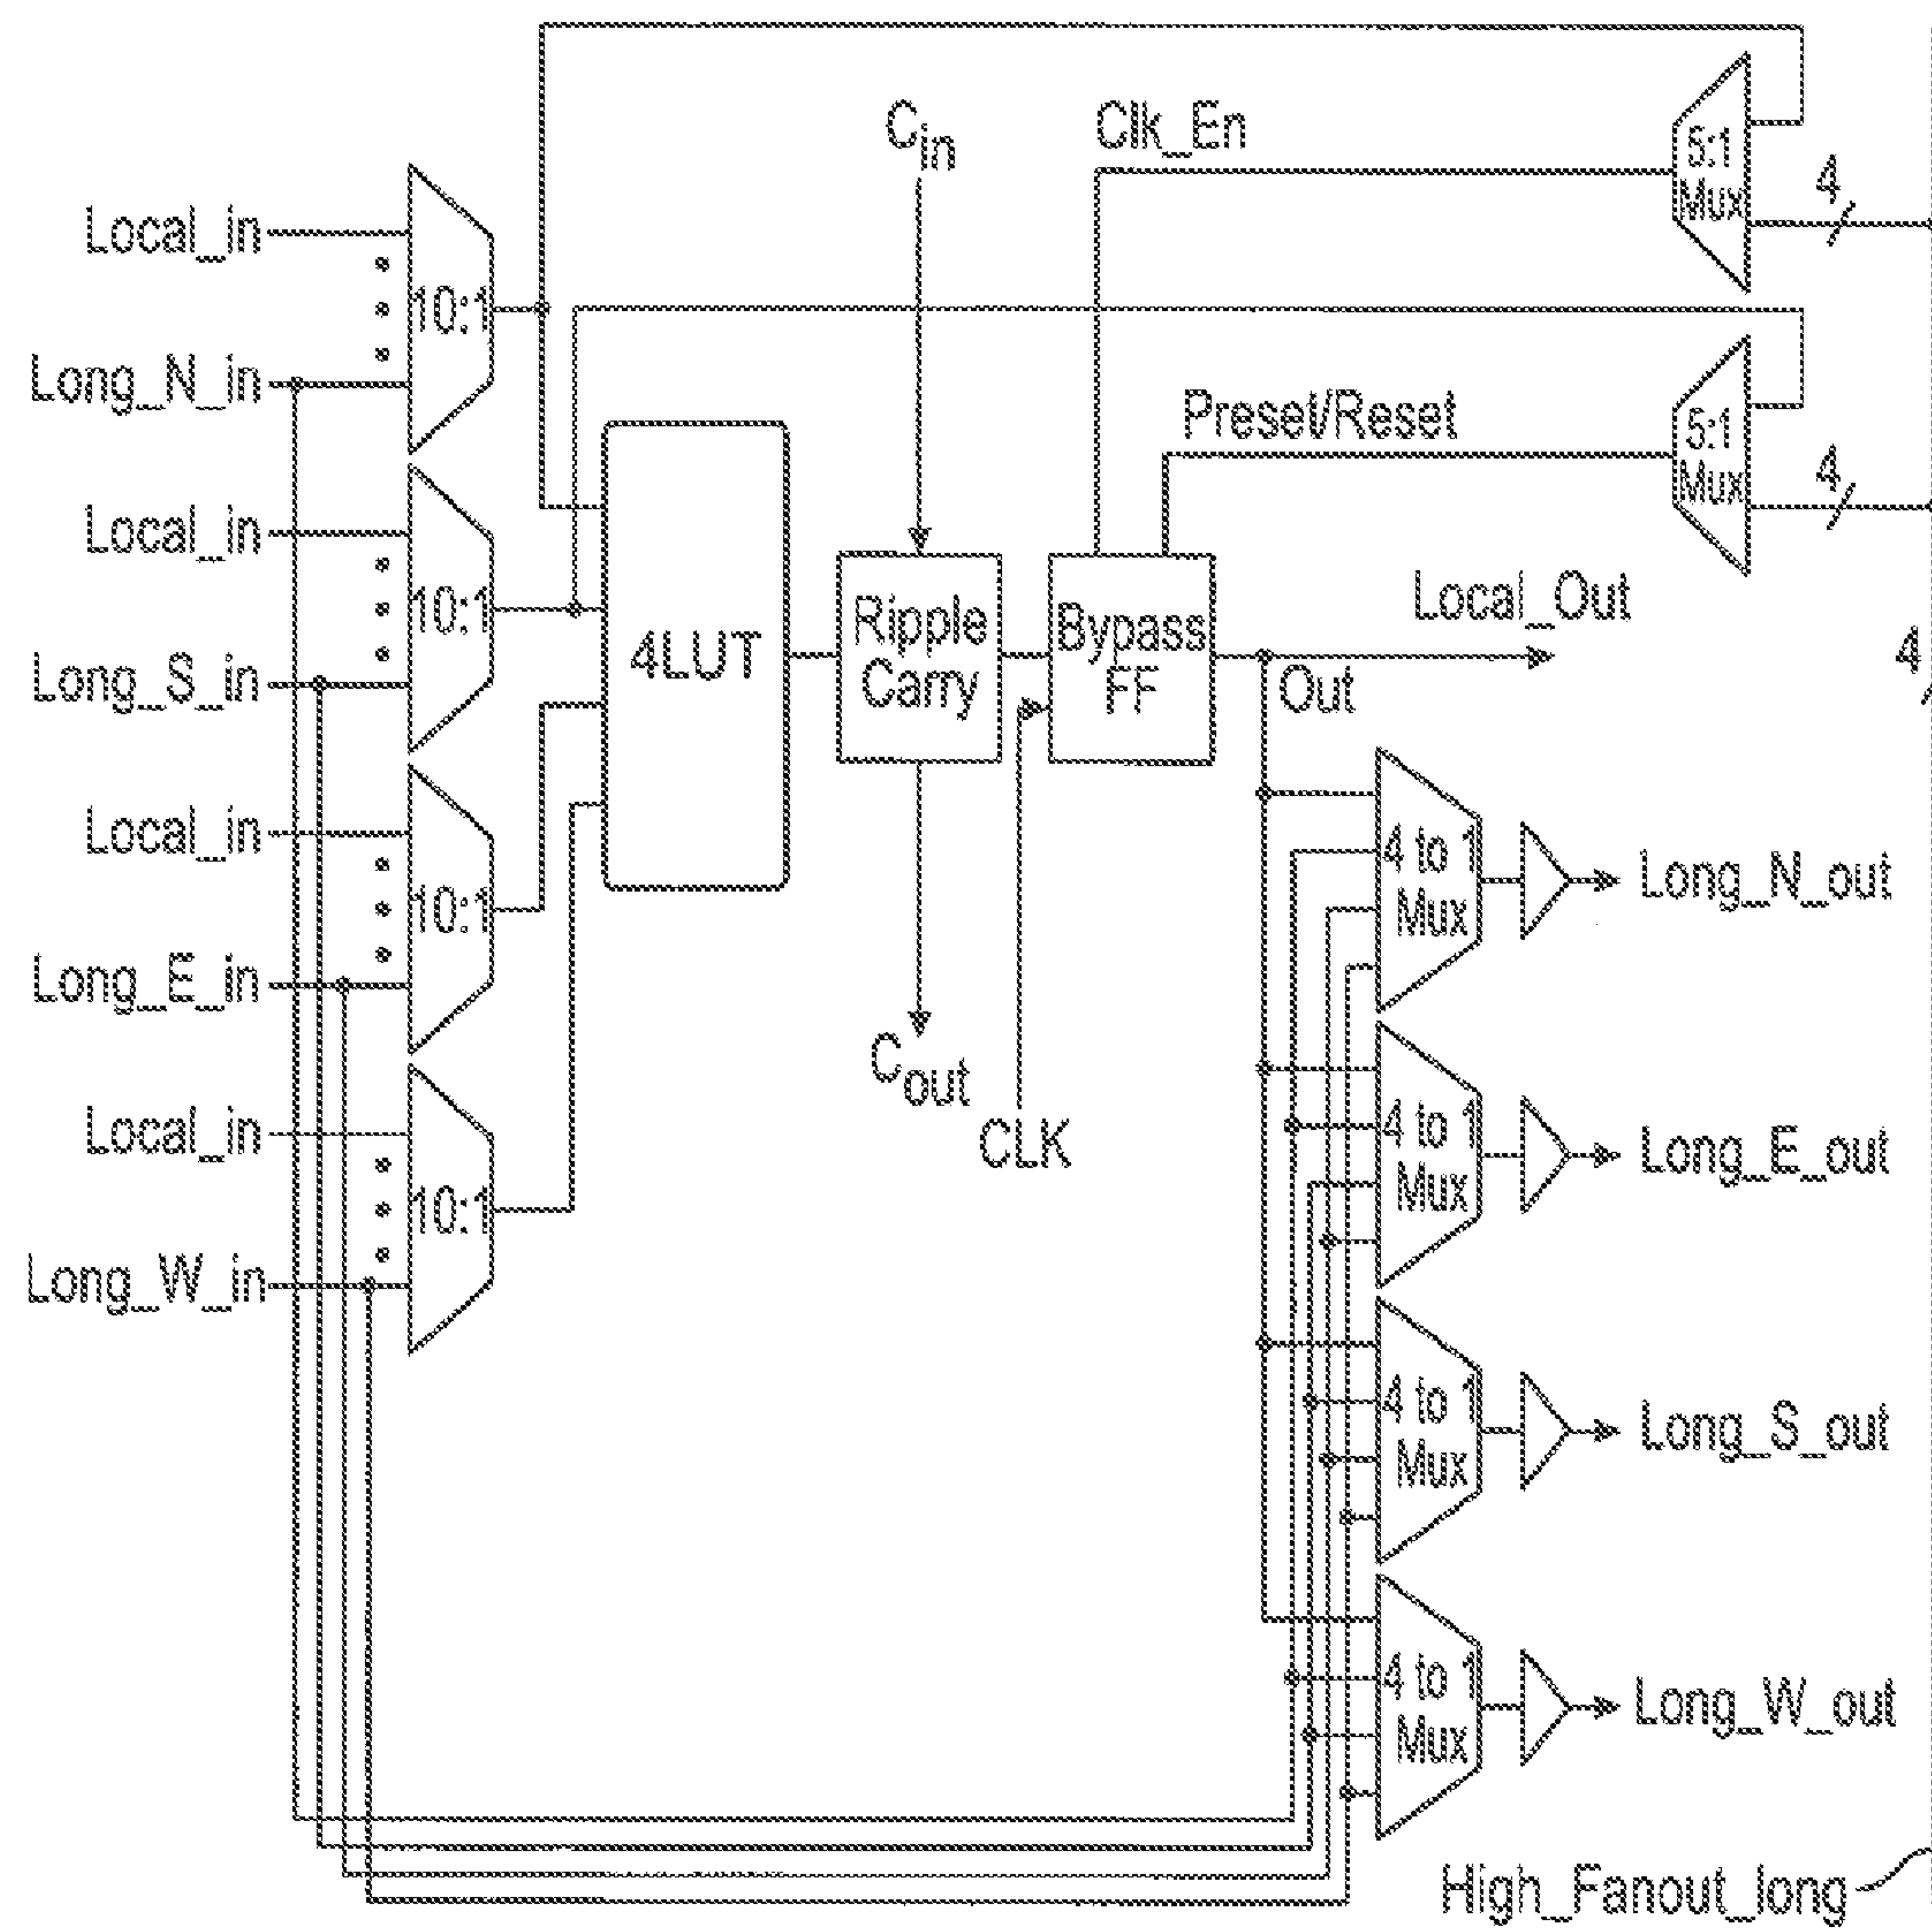 C_in
Clk_En
5:1
Mux
4
Local_in
10:1
Long_N_in
Preset/Reset
5:1
Mux
4
Local_in
10:1
Long_S_in
4LUT
Ripple
Carry
Bypass
FF
Local_Out
Out
4
Local_in
10:1
Long_E_in
4 to 1
Mux
Long_N_out
C_out
CLK
Local_in
10:1
Long_W_in
4 to 1
Mux
Long_E_out
4 to 1
Mux
Long_S_out
4 to 1
Mux
Long_W_out
High_Fanout_long